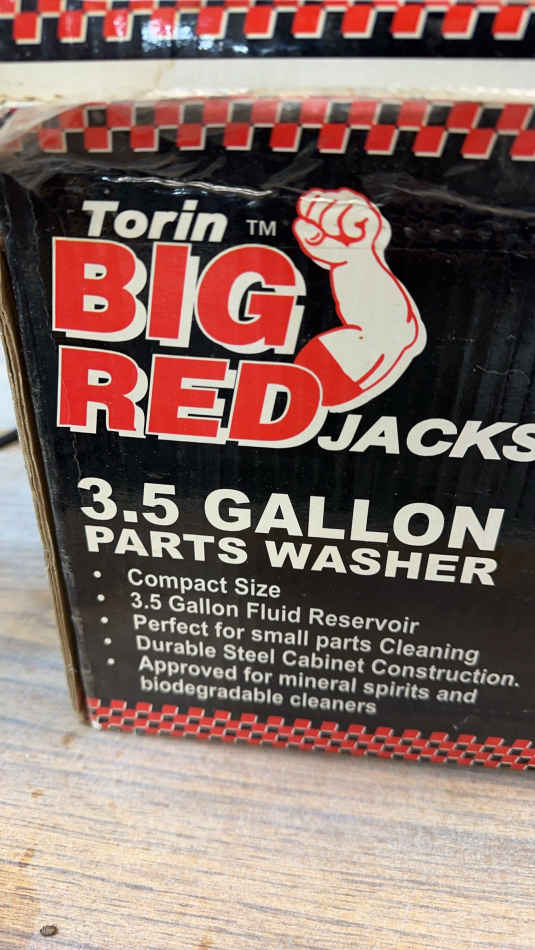 Torin TM
BIG
RED
JACKS
3.5 GALLON
PARTS WASHER
• Compact Size
• 3.5 Gallon Fluid Reservoir
• Perfect for small parts Cleaning
• Durable Steel Cabinet Construction.
• Approved for mineral spirits and
biodegradable cleaners